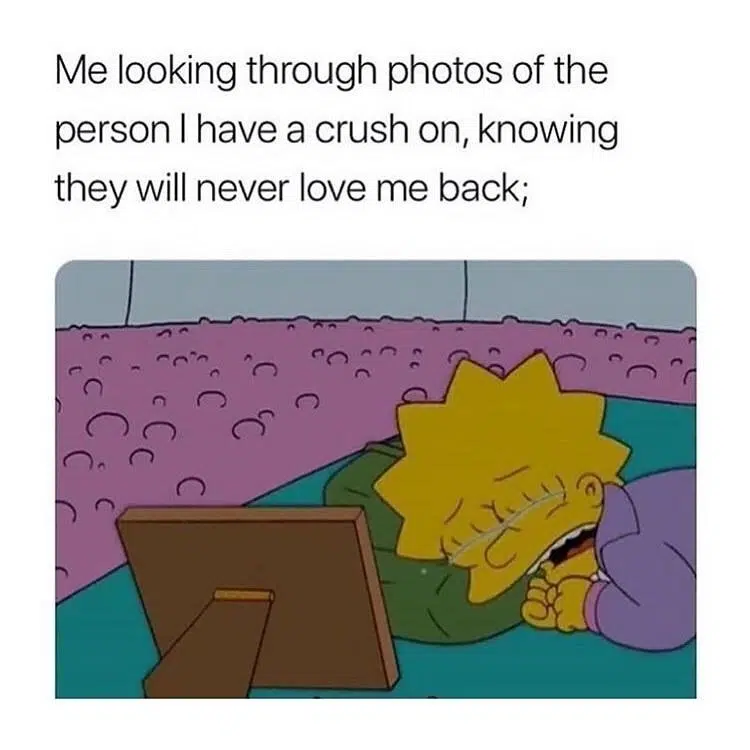 Me looking through photos of the
person I have a crush on, knowing
they will never love me back;